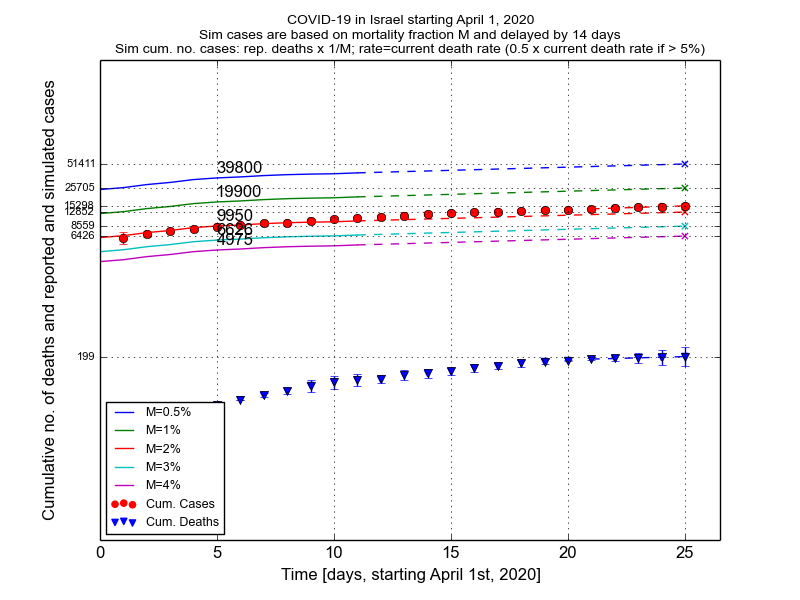 COVID-19 in Israel starting April 1, 2020
Sim cases are based on mortality fraction M and delayed by 14 days
Sim cum. no. cases: rep. deaths x 1/M; rate=current death rate (0.5 x current death rate if > 5%)
Cumulative no. of deaths and reported and simulated cases
51411
25705
15298
12852
8559
6426
199
39800
19900
9950
6626
4975
M=0.5%
M=1%
M=2%
M=3%
M=4%
Cum. Cases
Cum. Deaths
0 5 10 15 20 25
Time [days, starting April 1st, 2020]